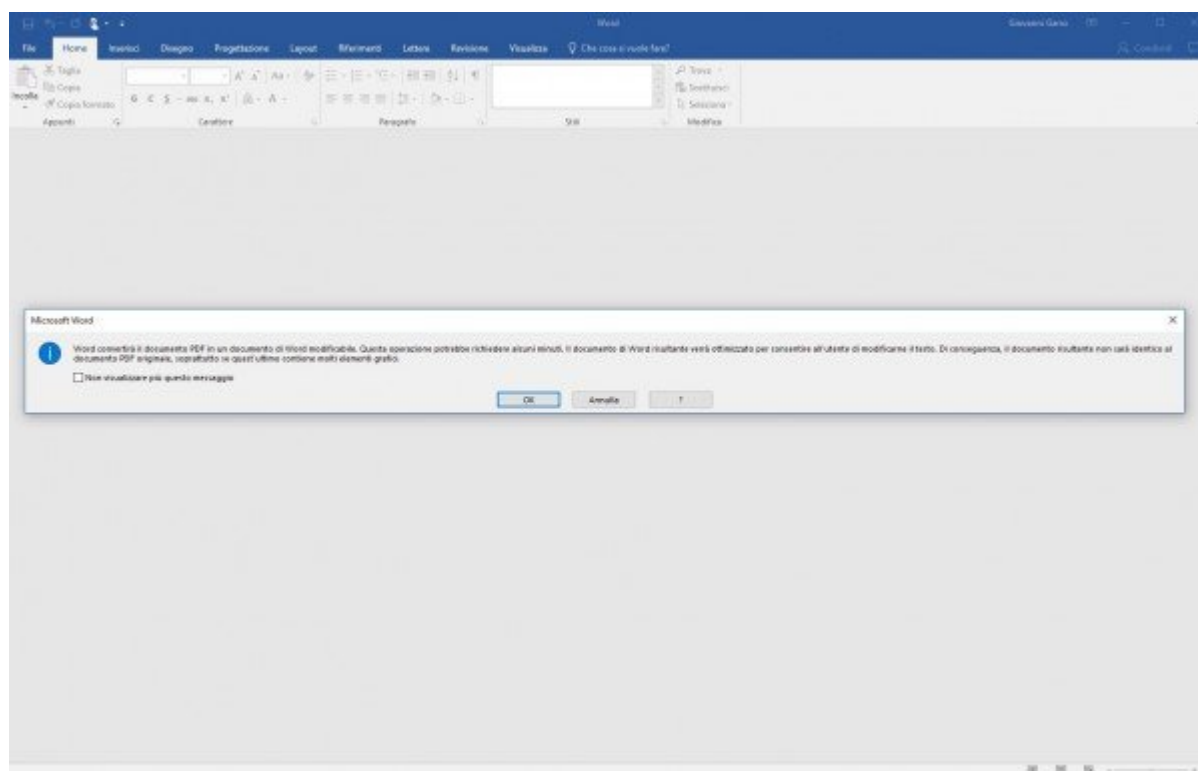 Word
File Home Inserisci Disegno Progettazione Layout Riferimenti Lettere Revisione Visualizza Che cosa si vuole fare?
Incolla
Taglia
Copia
Copia formato
Appunti
G C S
Carattere
Paragrafo
Stili
Trova
Sostituisci
Seleziona
Modifica
Microsoft Word
Word convertirà il documento PDF in un documento di Word modificabile. Questa operazione potrebbe richiedere alcuni minuti. Il documento di Word risultante verrà ottimizzato per consentire all'utente di modificarne il testo. Di conseguenza, il documento risultante non sarà identico al
documento PDF originale, soprattutto se quest'ultimo contiene molti elementi grafici.
Non visualizzare più questo messaggio
OK Annulla ?